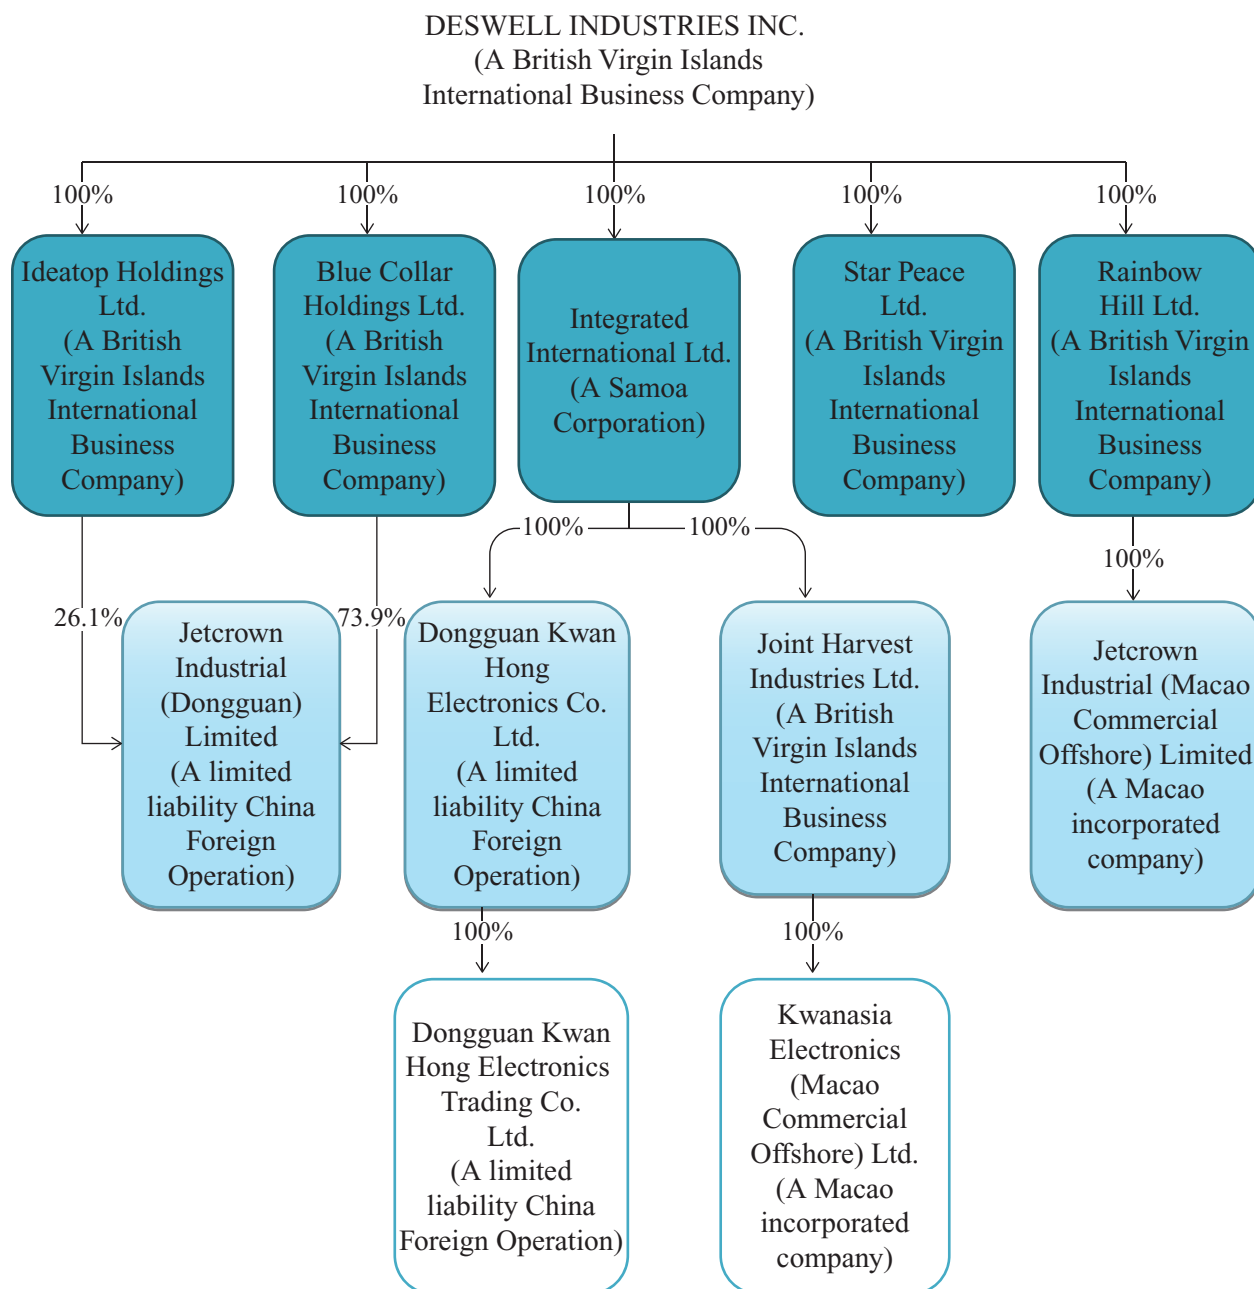 DESWELL INDUSTRIES INC.
(A British Virgin Islands
International Business Company)
100%
100%
100%
100%
100%
Ideatop Holdings
Ltd.
(A British
Virgin Islands
International
Business
Company)
Blue Collar
Holdings Ltd.
(A British
Virgin Islands
International
Business
Company)
Integrated
International Ltd.
(A Samoa
Corporation)
Star Peace
Ltd.
(A British Virgin
Islands
International
Business
Company)
Rainbow
Hill Ltd.
(A British Virgin
Islands
International
Business
Company)
100%
100%
100%
26.1%
73.9%
Jetcrown
Industrial
(Dongguan)
Limited
(A limited
liability China
Foreign
Operation)
Dongguan Kwan
Hong
Electronics Co.
Ltd.
(A limited
liability China
Foreign
Operation)
Joint Harvest
Industries Ltd.
(A British
Virgin Islands
International
Business
Company)
Jetcrown
Industrial (Macao
Commercial
Offshore) Limited
(A Macao
incorporated
company)
100%
100%
Dongguan Kwan
Hong Electronics
Trading Co.
Ltd.
(A limited
liability China
Foreign Operation)
Kwanasia
Electronics
(Macao
Commercial
Offshore) Ltd.
(A Macao
incorporated
company)